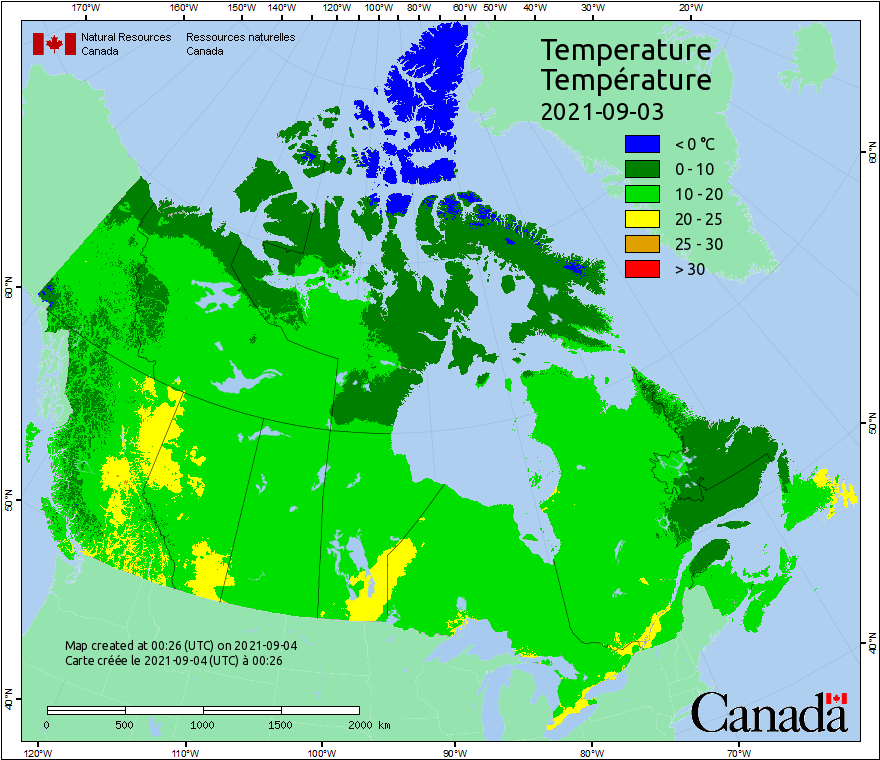 170°W 160°W 150°W 140°W 130°W 120°W 110°W 100°W 90°W 80°W 60°W 50°W 40°W 30°W 20°W
Natural Resources Ressources naturelles
Canada Canada
Temperature
Température
2021-09-03
< 0 °C
0 - 10
10 - 20
20 - 25
25 - 30
> 30
60°N
60°N
50°N
50°N
40°N
40°N
Map created at 00:26 (UTC) on 2021-09-04
Carte créée le 2021-09-04 (UTC) à 00:26
0 500 1000 1500 2000 km
Canada
120°W 110°W 100°W 90°W 80°W 70°W